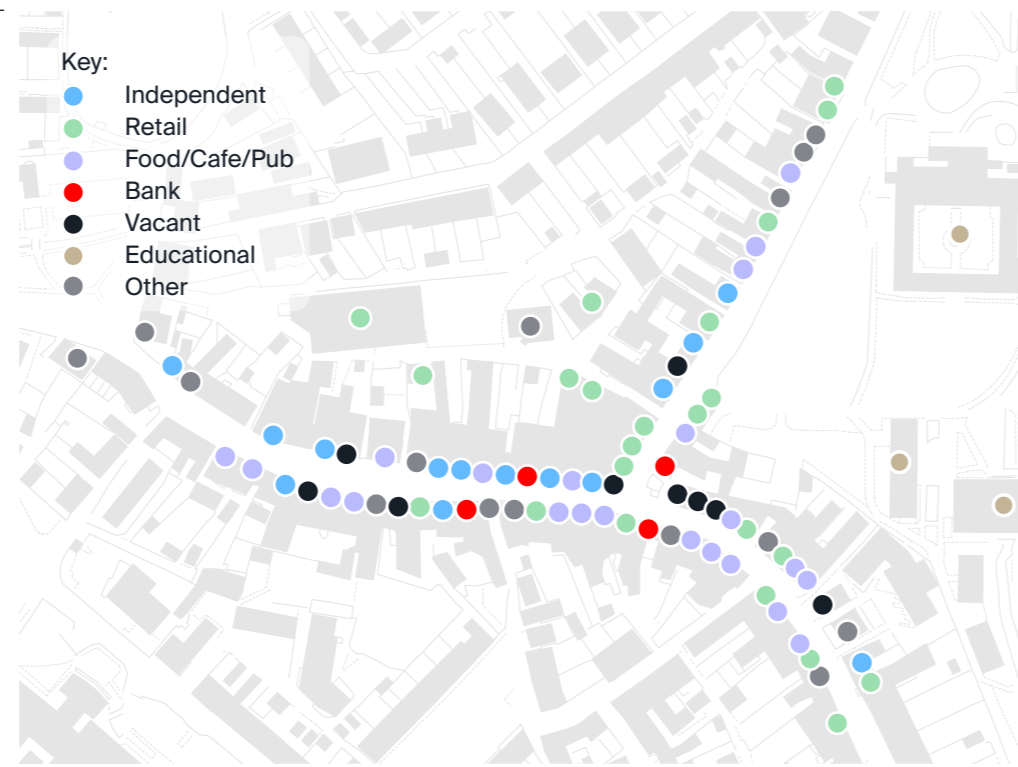 Key:
Independent
Retail
Food/Cafe/Pub
Bank
Vacant
Educational
Other